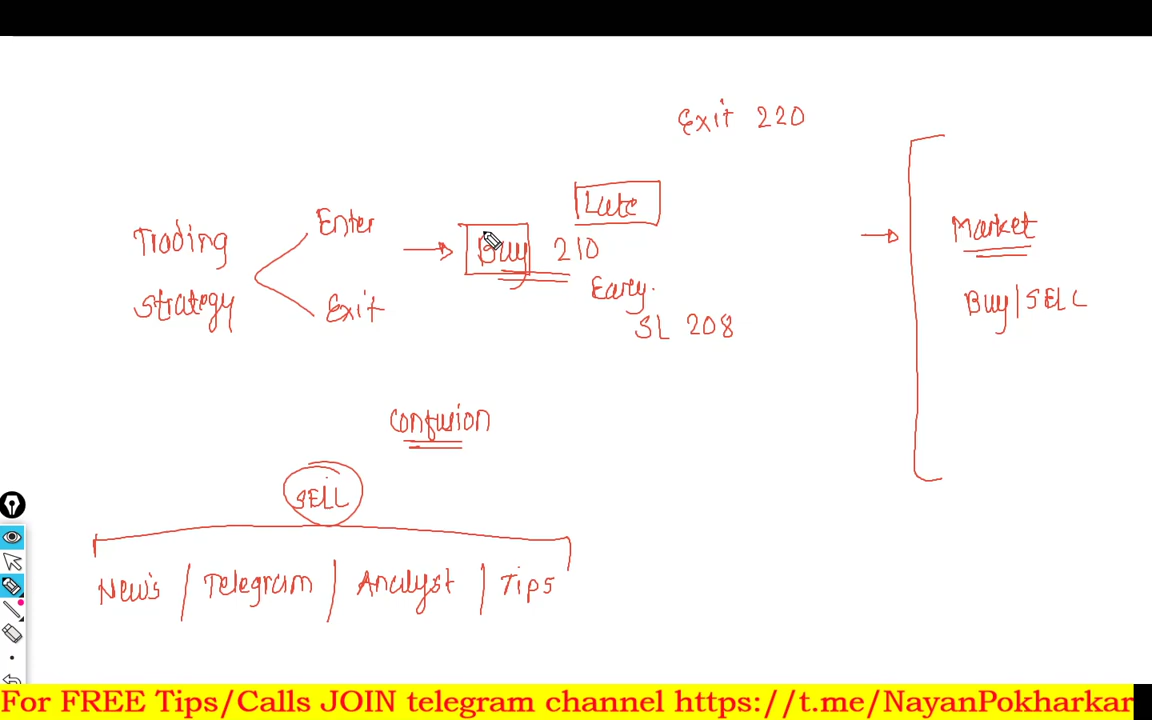 Exit 220
Late
Trading Enter Buy 210 Market
Early.
strategy Exit SL 208 Buy|SELL
Confusion
SELL
New's | Telegram | Analyst | Tips
For FREE Tips/Calls JOIN telegram channel https://t.me/NayanPokharkar